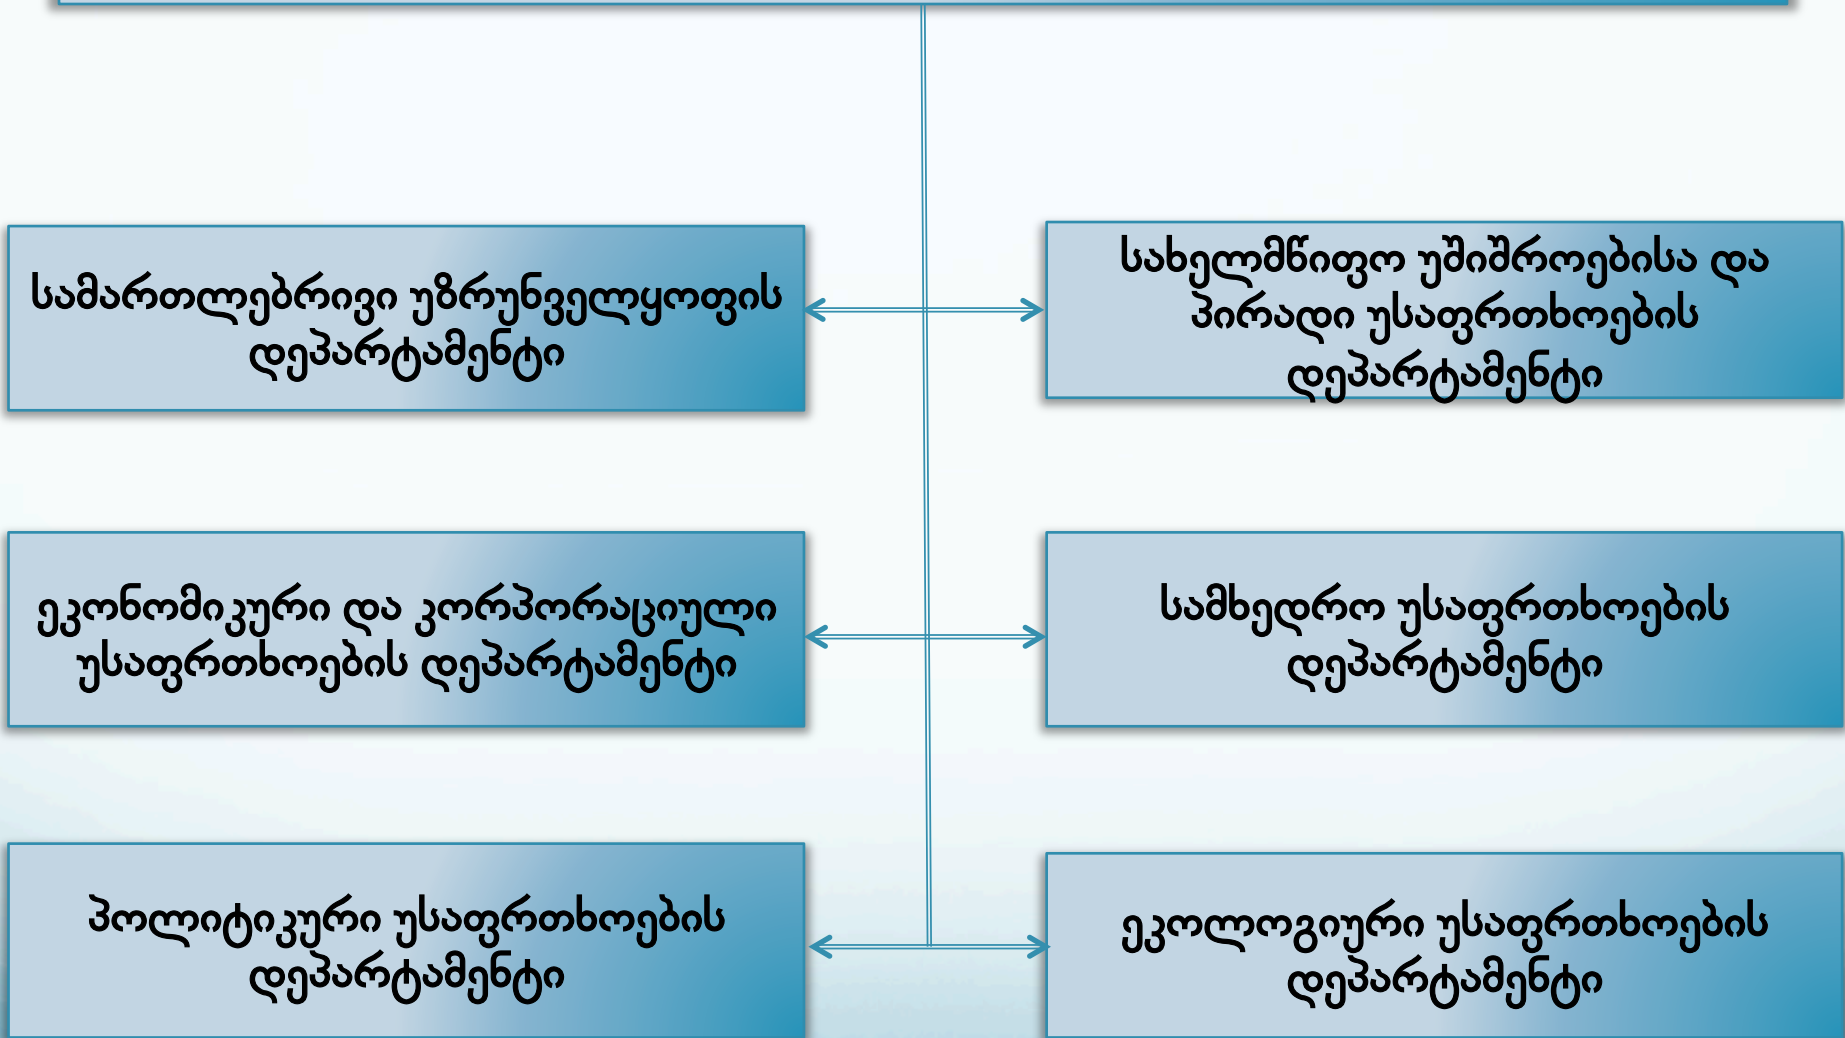 სამართლებრივი უზრუნველყოფის
დეპარტამენტი
სახელმწიფო უშიშროებისა და
პირადი უსაფრთხოების
დეპარტამენტი
ეკონომიკური და კორპორაციული
უსაფრთხოების დეპარტამენტი
სამხედრო უსაფრთხოების
დეპარტამენტი
პოლიტიკური უსაფრთხოების
დეპარტამენტი
ეკოლოგიური უსაფრთხოების
დეპარტამენტი